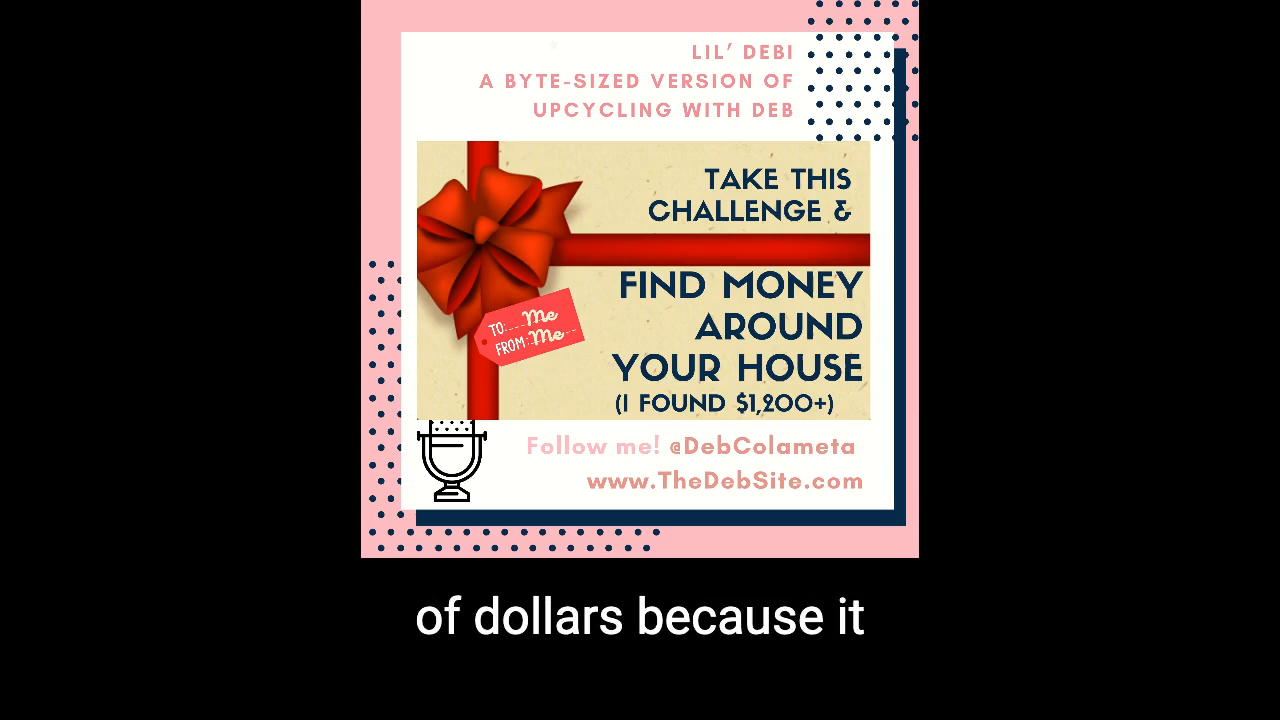 LIL' DEBI
A BYTE-SIZED VERSION OF
UPCYCLING WITH DEB
TAKE THIS
CHALLENGE &
FIND MONEY
AROUND
YOUR HOUSE
(I FOUND $1,200+)
TO: Me
FROM: Me
Follow me! @DebColameta
www.TheDebSite.com
of dollars because it